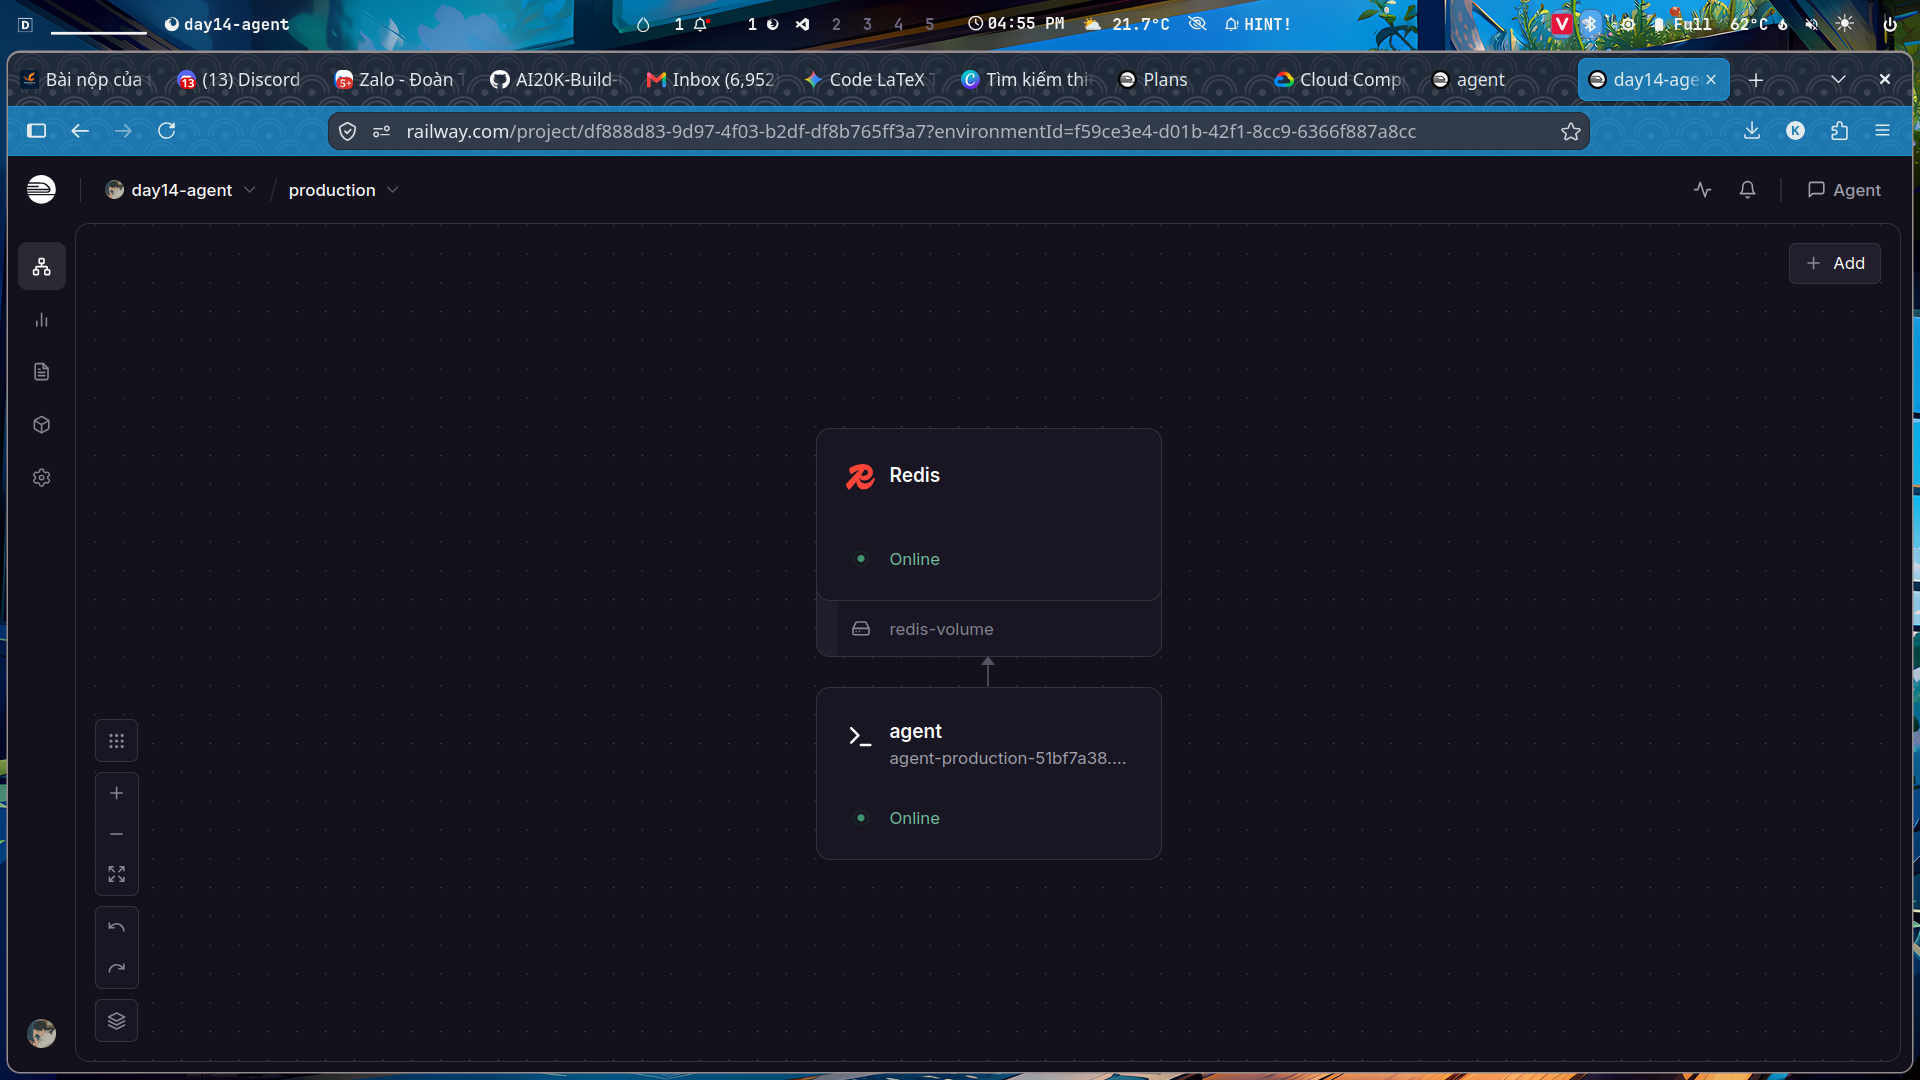 D
day14-agent
1
1
2 3 4 5
04:55 PM
21.7°C
HINT!
V
Full
62°C
Bài nộp của
(13) Discord
Zalo - Đoàn
AI20K-Build-
Inbox (6,952
Code LaTeX
Tìm kiếm thi
Plans
Cloud Comp
agent
day14-age
railway.com/project/df888d83-9d97-4f03-b2df-df8b765ff3a7?environmentId=f59ce3e4-d01b-42f1-8cc9-6366f887a8cc
K
day14-agent
/
production
Agent
Add
Redis
Online
redis-volume
agent
agent-production-51bf7a38....
Online